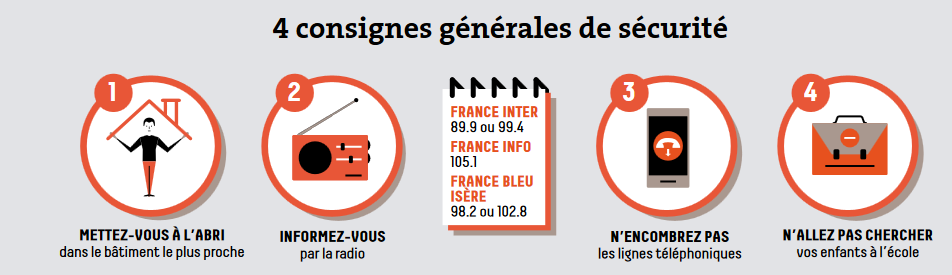 4 consignes générales de sécurité
1
METTEZ-VOUS À L'ABRI
dans le bâtiment le plus proche
2
INFORMEZ-VOUS
par la radio
FRANCE INTER
89.9 ou 99.4
FRANCE INFO
105.1
FRANCE BLEU
ISÈRE
98.2 ou 102.8
3
N'ENCOMBREZ PAS
les lignes téléphoniques
4
N'ALLEZ PAS CHERCHER
vos enfants à l'école